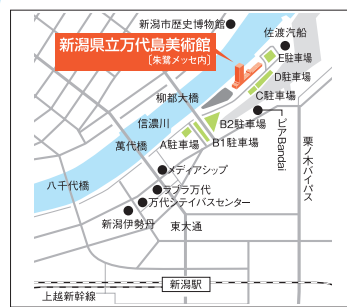 新潟市歴史博物館
佐渡汽船
新潟県立万代島美術館
[朱鷺メッセ内]
E駐車場
D駐車場
C駐車場
柳都大橋
信濃川
B2駐車場
萬代橋
A駐車場
B1駐車場
ピアBandai
栗ノ木バイパス
メディアシップ
八千代橋
ラブラ万代
万代シテイバスセンター
新潟伊勢丹
東大通
新潟駅
上越新幹線